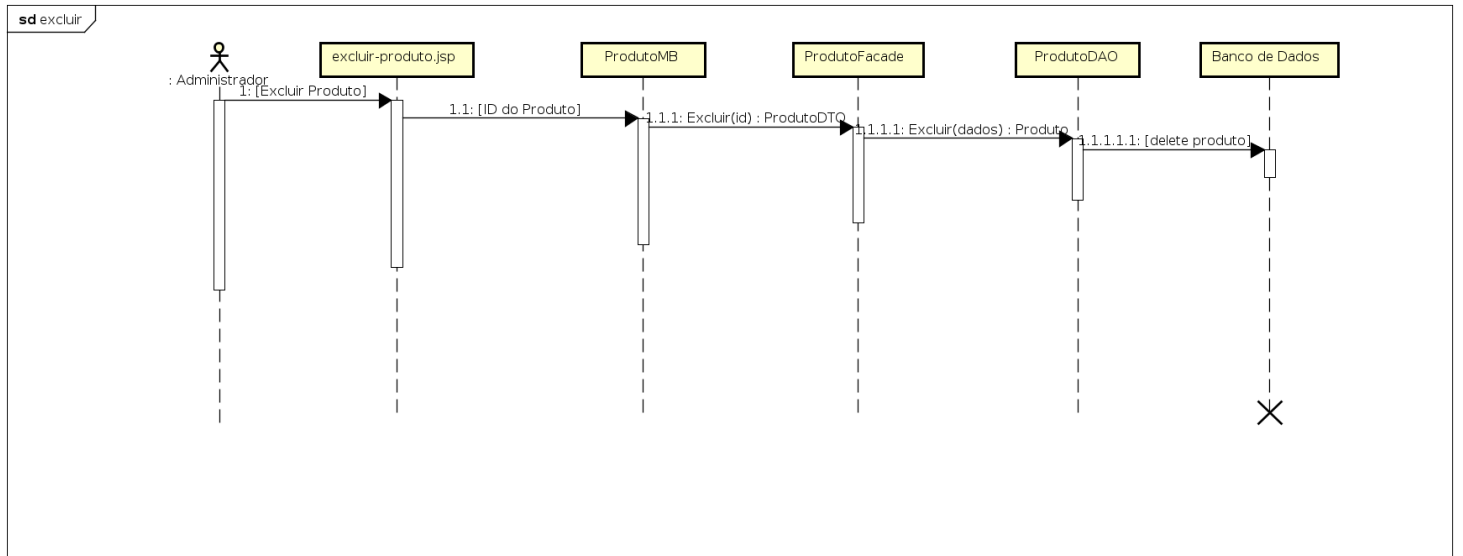 sd excluir
: Administrador
excluir-produto.jsp
ProdutoMB
ProdutoFacade
ProdutoDAO
Banco de Dados
1: [Excluir Produto]
1.1: [ID do Produto]
1.1.1: Excluir(id) : ProdutoDTO
1.1.1.1: Excluir(dados) : Produto
1.1.1.1.1: [delete produto]